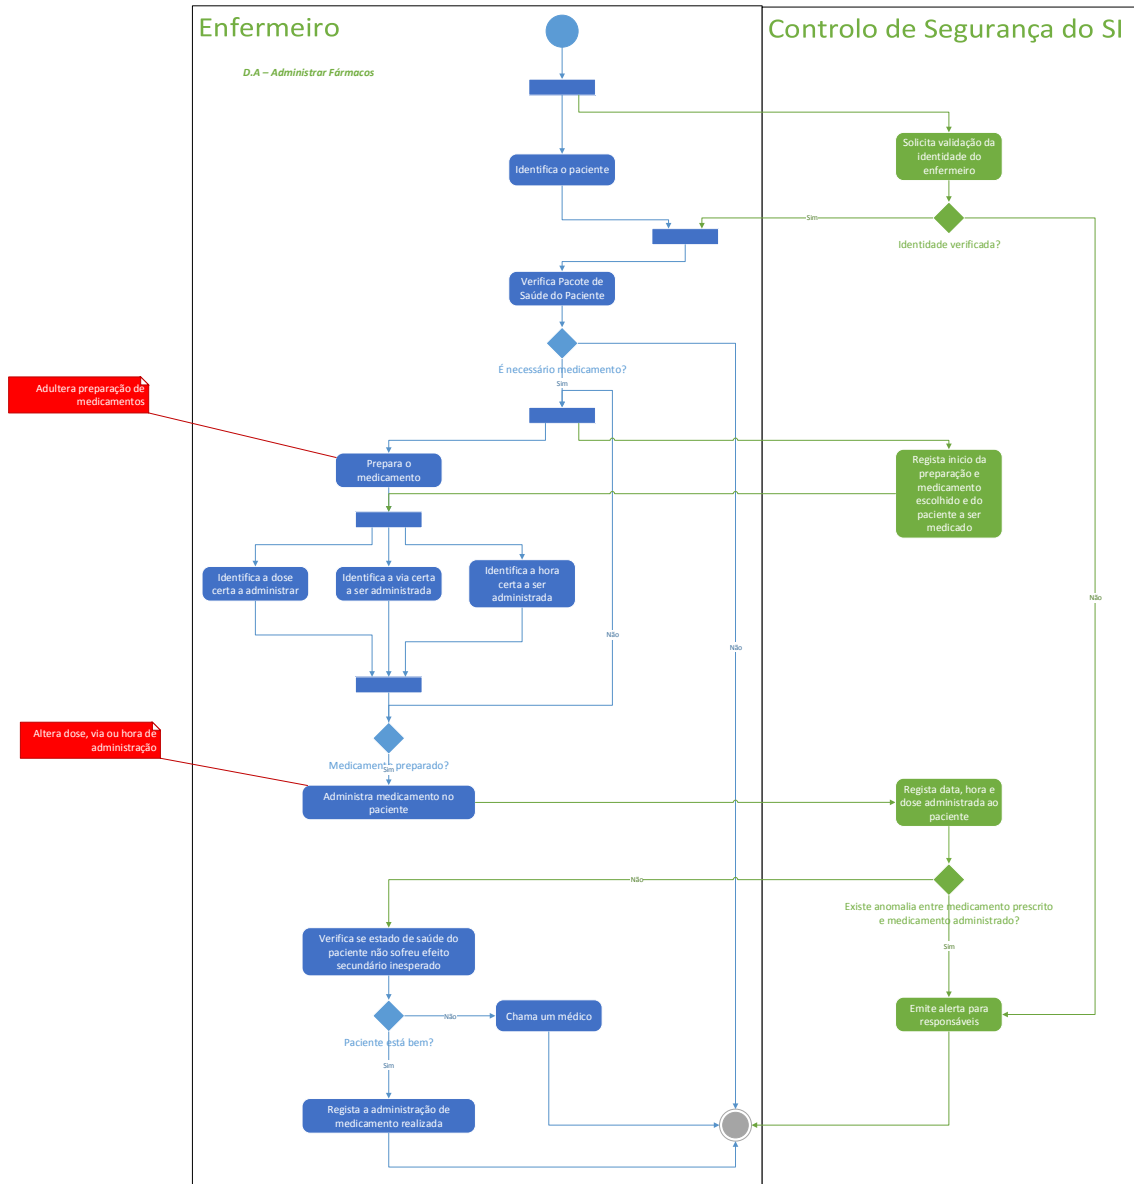 Enfermeiro
Controlo de Segurança do SI
D.A – Administrar Fármacos
Solicita validação da
identidade do
enfermeiro
Identifica o paciente
Sim
Identidade verificada?
Verifica Pacote de
Saúde do Paciente
É necessário medicamento?
Sim
Adultera preparação de
medicamentos
Prepara o
medicamento
Regista inicio da
preparação e
medicamento
escolhido e do
paciente a ser
medicado
Identifica a dose
certa a administrar
Identifica a via certa
a ser administrada
Identifica a hora
certa a ser
administrada
Não
Não
Não
Altera dose, via ou hora de
administração
Medicamento preparado?
Sim
Administra medicamento no
paciente
Regista data, hora e
dose administrada ao
paciente
Não
Existe anomalia entre medicamento prescrito
e medicamento administrado?
Verifica se estado de saúde do
paciente não sofreu efeito
secundário inesperado
Sim
Não
Chama um médico
Emite alerta para
responsáveis
Paciente está bem?
Sim
Regista a administração de
medicamento realizada